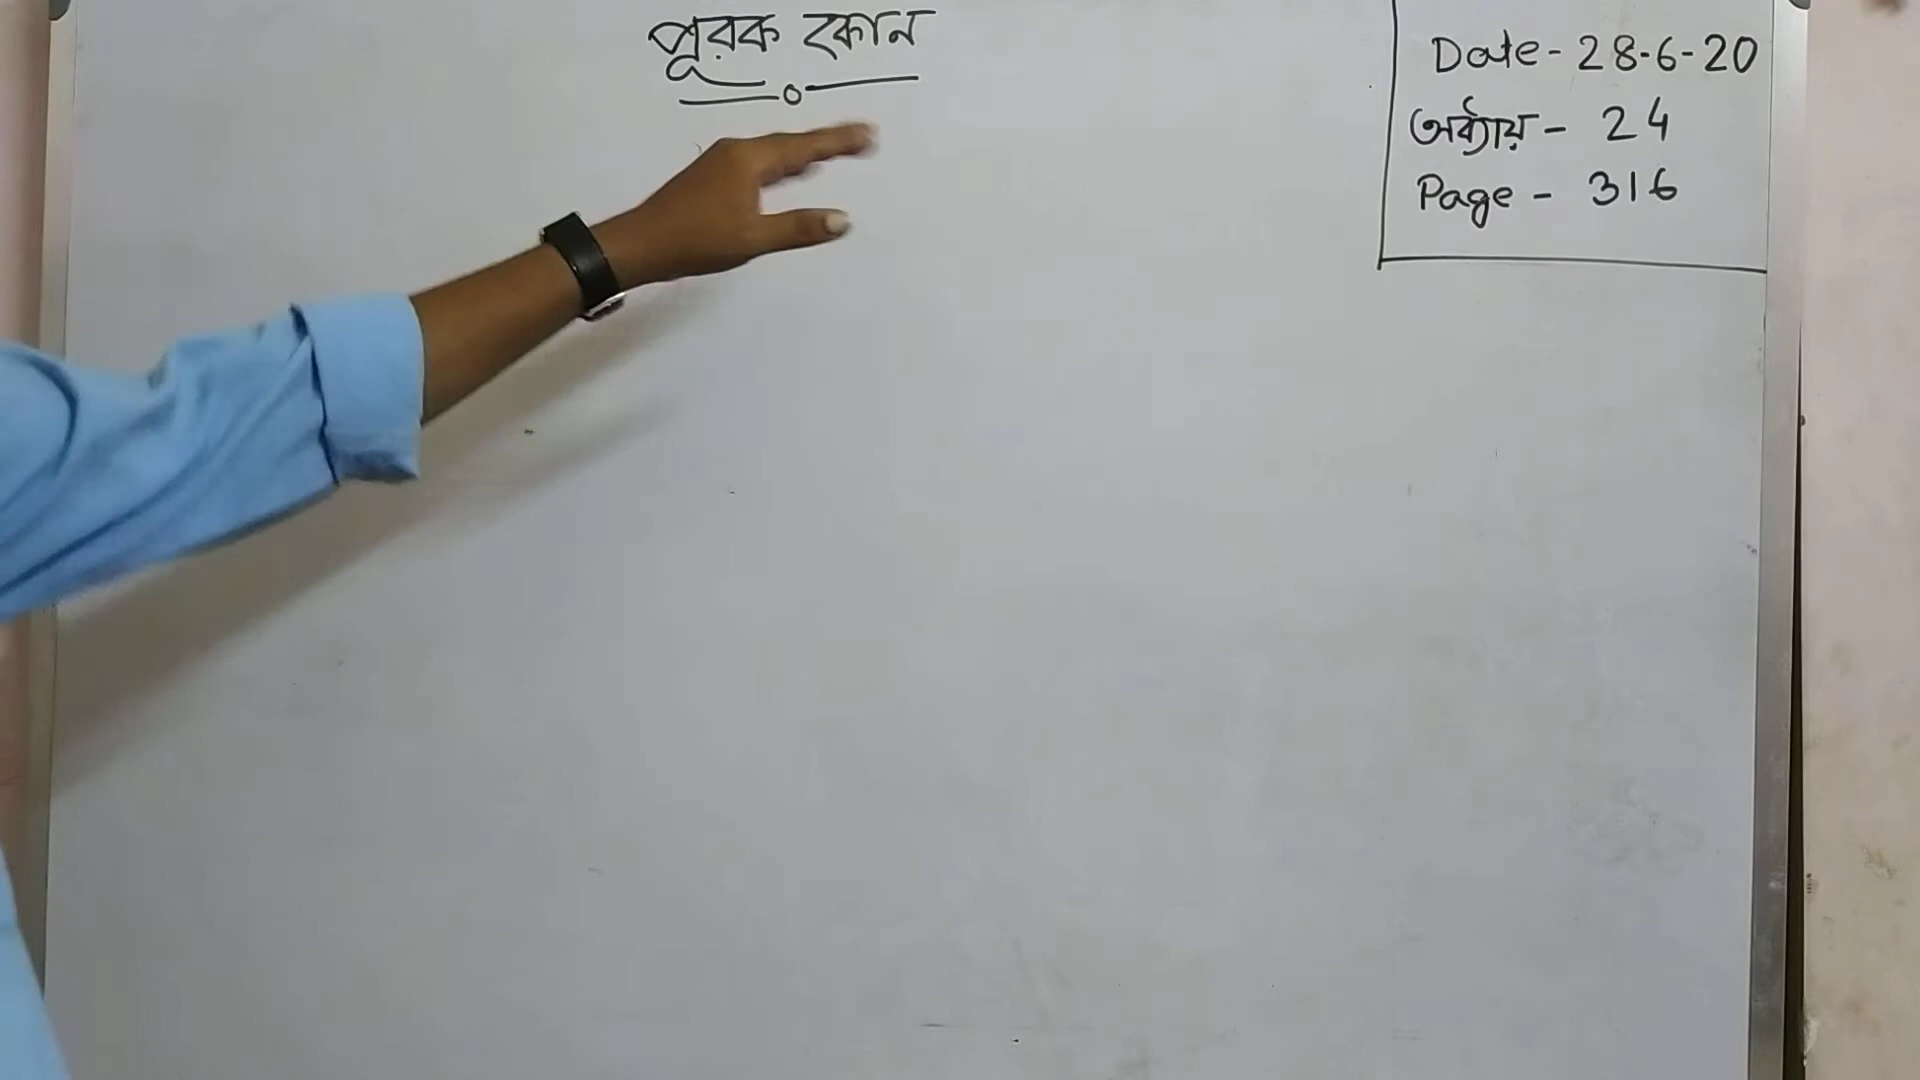 পূরক কোন
Date - 28-6-20
অধ্যায় - 24
Page - 316